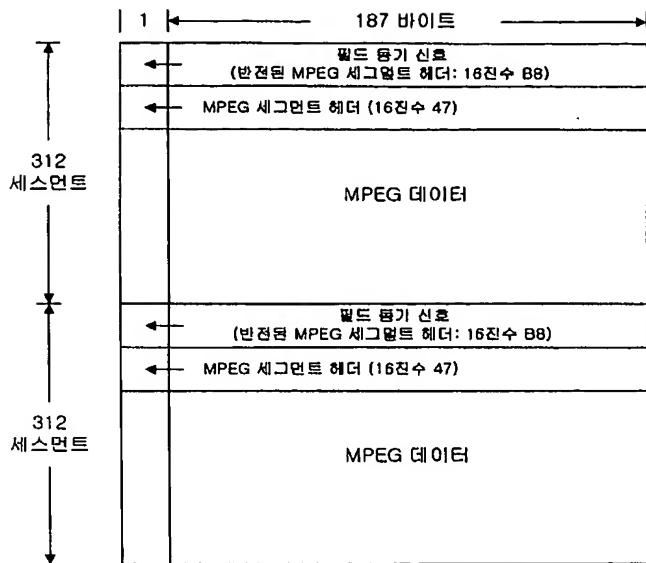 1 187 바이트
필드 동기 신호
(반전된 MPEG 세그멀트 헤더: 16진수 B8)
MPEG 세그먼트 헤더 (16진수 47)
312
세스먼트
MPEG 데이터
필드 동기 신호
(반전된 MPEG 세그멀트 헤더: 16진수 B8)
MPEG 세그먼트 헤더 (16진수 47)
312
세스먼트
MPEG 데이터